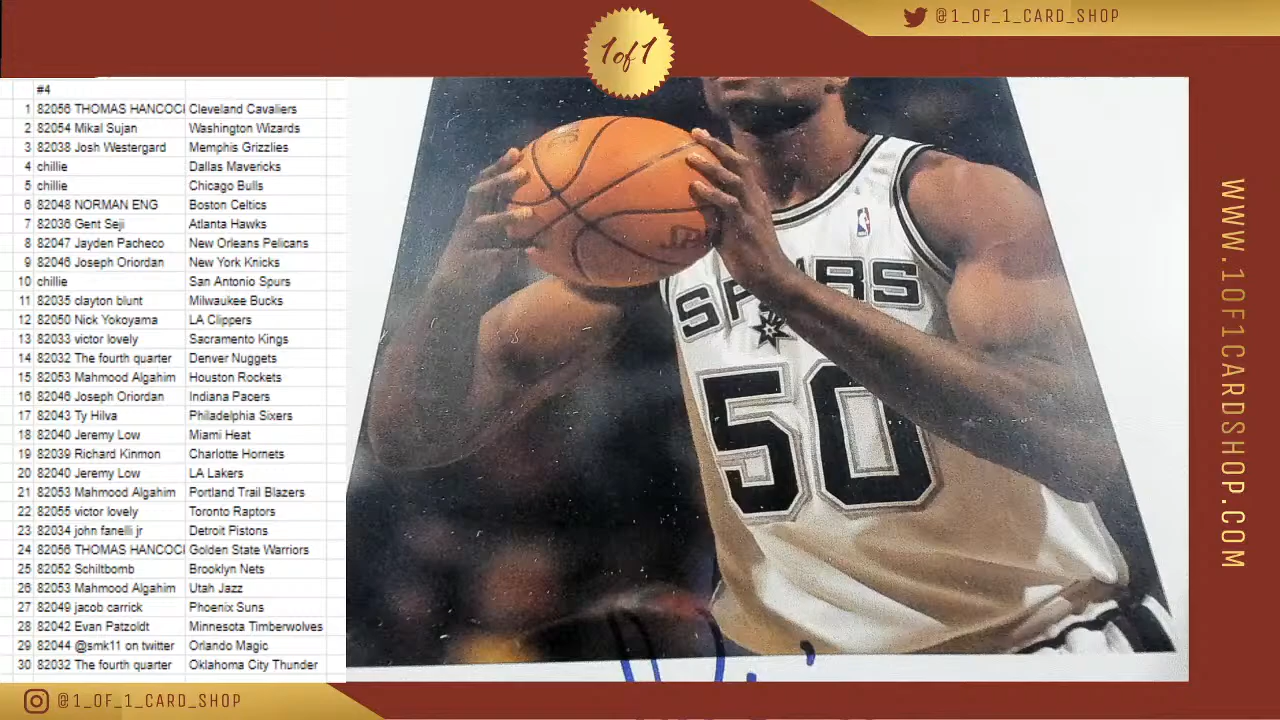 @1_OF_1_CARD_SHOP
1of1
#4
1 82056 THOMAS HANCOC Cleveland Cavaliers
2 82054 Mikal Sujan Washington Wizards
3 82038 Josh Westergard Memphis Grizzlies
4 chillie Dallas Mavericks
5 chillie Chicago Bulls
6 82048 NORMAN ENG Boston Celtics
7 82036 Gent Seji Atlanta Hawks
8 82047 Jayden Pacheco New Orleans Pelicans
9 82046 Joseph Oriordan New York Knicks
10 chillie San Antonio Spurs
11 82035 clayton blunt Milwaukee Bucks
12 82050 Nick Yokoyama LA Clippers
13 82033 victor lovely Sacramento Kings
14 82032 The fourth quarter Denver Nuggets
15 82053 Mahmood Algahim Houston Rockets
16 82046 Joseph Oriordan Indiana Pacers
17 82043 Ty Hilva Philadelphia Sixers
18 82040 Jeremy Low Miami Heat
19 82039 Richard Kinmon Charlotte Hornets
20 82040 Jeremy Low LA Lakers
21 82053 Mahmood Algahim Portland Trail Blazers
22 82055 victor lovely Toronto Raptors
23 82034 john fanelli jr Detroit Pistons
24 82056 THOMAS HANCOC Golden State Warriors
25 82052 Schiltbomb Brooklyn Nets
26 82053 Mahmood Algahim Utah Jazz
27 82049 jacob carrick Phoenix Suns
28 82042 Evan Patzoldt Minnesota Timberwolves
29 82044 @smk11 on twitter Orlando Magic
30 82032 The fourth quarter Oklahoma City Thunder
SPURS
50
WWW.1OF1CARDSHOP.COM
@1_OF_1_CARD_SHOP